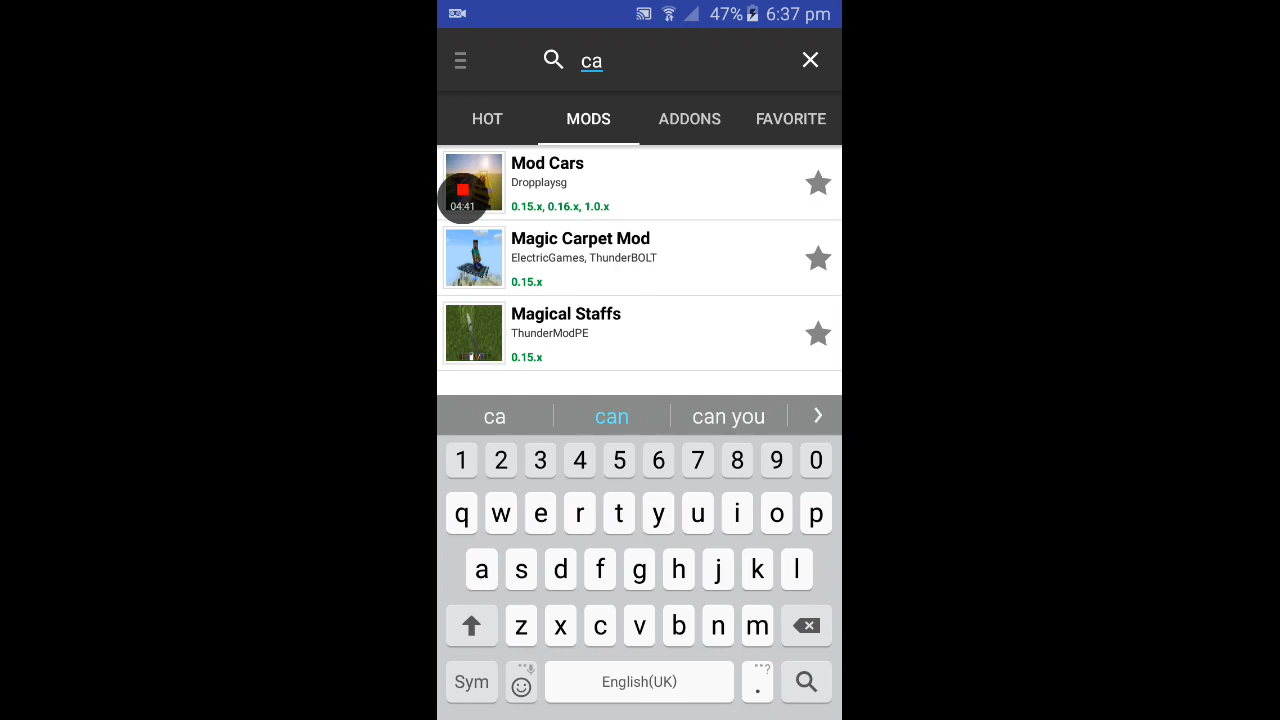 47% 6:37 pm
ca
HOT MODS ADDONS FAVORITE
Mod Cars
Dropplaysg
0.15.x, 0.16.x, 1.0.x
04:41
Magic Carpet Mod
ElectricGames, ThunderBOLT
0.15.x
Magical Staffs
ThunderModPE
0.15.x
ca can can you
1 2 3 4 5 6 7 8 9 0
q w e r t y u i o p
a s d f g h j k l
z x c v b n m
Sym English(UK) . ?